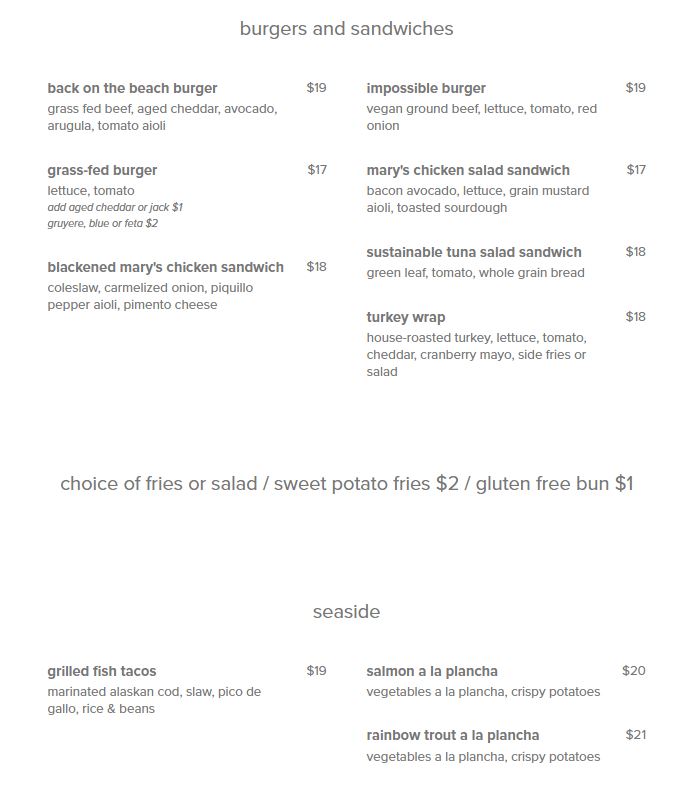 burgers and sandwiches
back on the beach burger $19
grass fed beef, aged cheddar, avocado,
arugula, tomato aioli
grass-fed burger $17
lettuce, tomato
add aged cheddar or jack $1
gruyere, blue or feta $2
blackened mary's chicken sandwich $18
coleslaw, carmelized onion, piquillo
pepper aioli, pimento cheese
impossible burger $19
vegan ground beef, lettuce, tomato, red
onion
mary's chicken salad sandwich $17
bacon avocado, lettuce, grain mustard
aioli, toasted sourdough
sustainable tuna salad sandwich $18
green leaf, tomato, whole grain bread
turkey wrap $18
house-roasted turkey, lettuce, tomato,
cheddar, cranberry mayo, side fries or
salad
choice of fries or salad / sweet potato fries $2 / gluten free bun $1
seaside
grilled fish tacos $19
marinated alaskan cod, slaw, pico de
gallo, rice & beans
salmon a la plancha $20
vegetables a la plancha, crispy potatoes
rainbow trout a la plancha $21
vegetables a la plancha, crispy potatoes